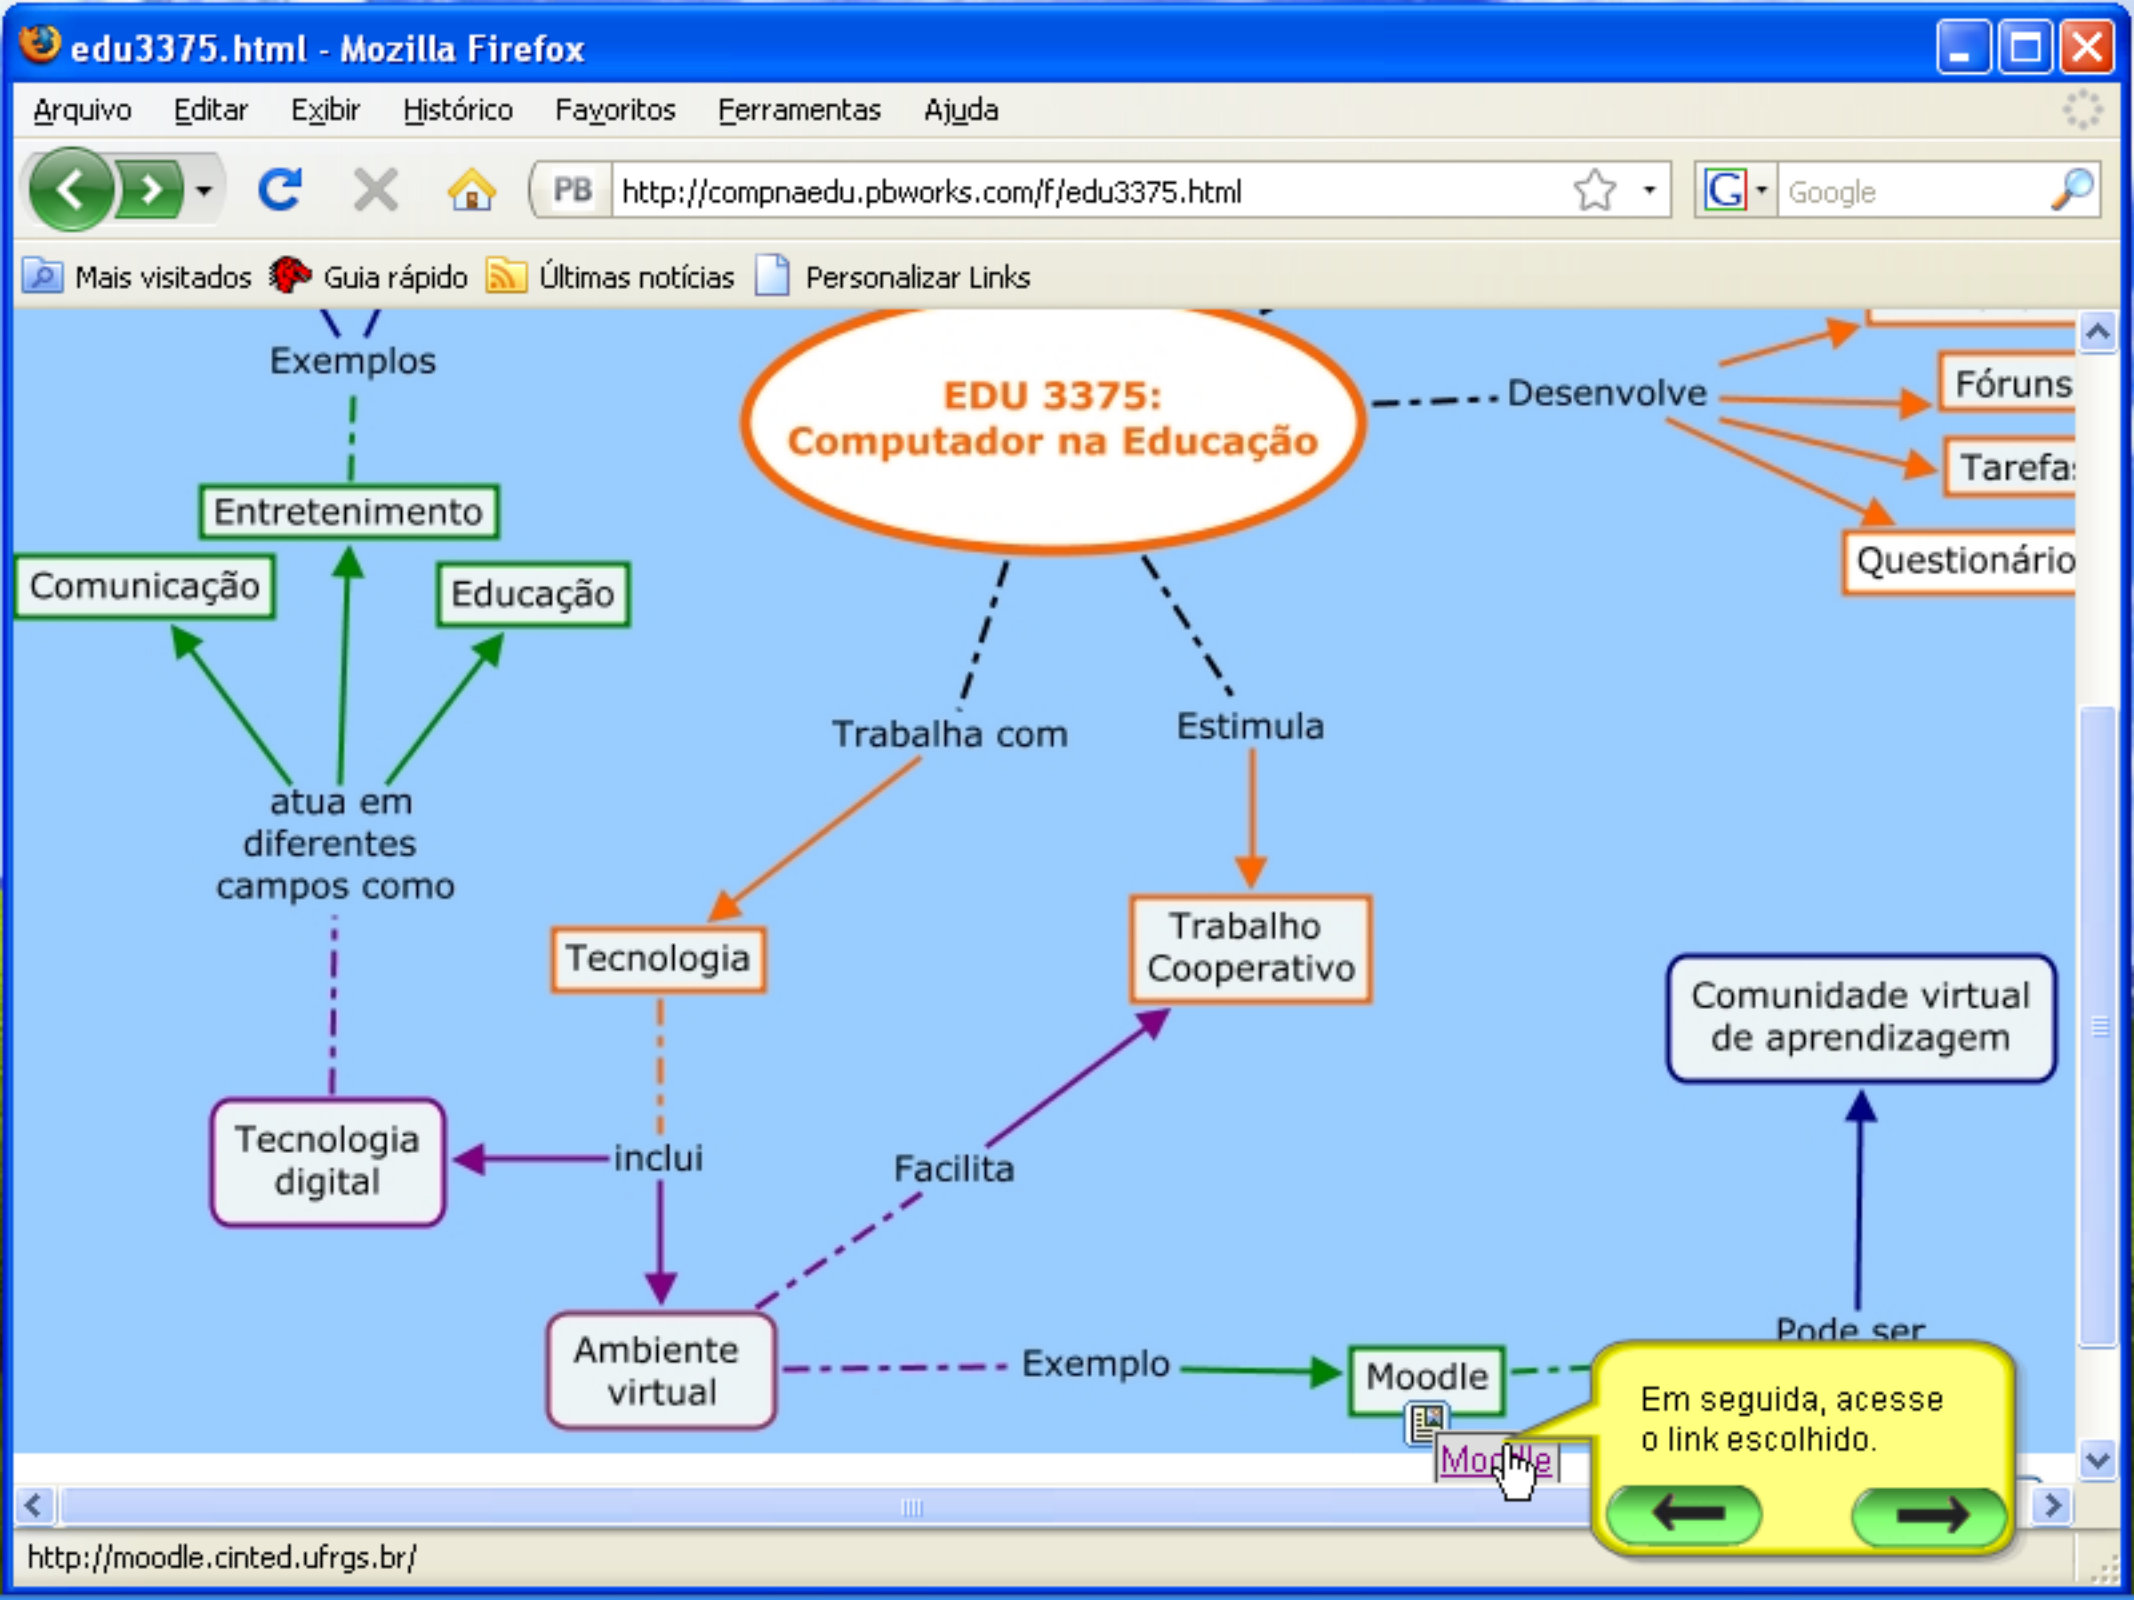 edu3375.html - Mozilla Firefox
Arquivo Editar Exibir Histórico Favoritos Ferramentas Ajuda
PB http://compnaedu.pbworks.com/f/edu3375.html G Google
Mais visitados Guia rápido Últimas notícias Personalizar Links
Exemplos
EDU 3375:
Computador na Educação
Desenvolve
Fóruns
Tarefas
Questionário
Entretenimento
Comunicação
Educação
Trabalha com
Estimula
atua em
diferentes
campos como
Tecnologia
Trabalho
Cooperativo
Comunidade virtual
de aprendizagem
Tecnologia
digital
inclui
Facilita
Pode ser
Ambiente
virtual
Exemplo
Moodle
Moodle
Em seguida, acesse
o link escolhido.
http://moodle.cinted.ufrgs.br/